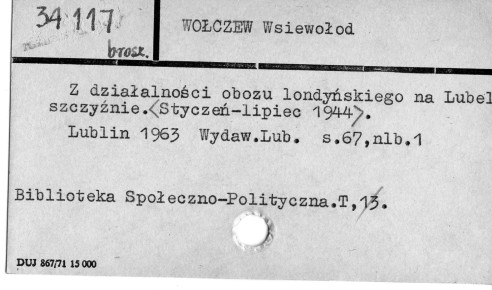 34 117
brosz.
WOŁCZEW Wsiewołod
Z działalności obozu londyńskiego na Lubel
szczyźnie.<Styczeń-lipiec 1944>.
Lublin 1963 Wydaw.Lub. s.67,nlb.1
Biblioteka Społeczno-Polityczna.T,13.
DUJ 867/71 15 000